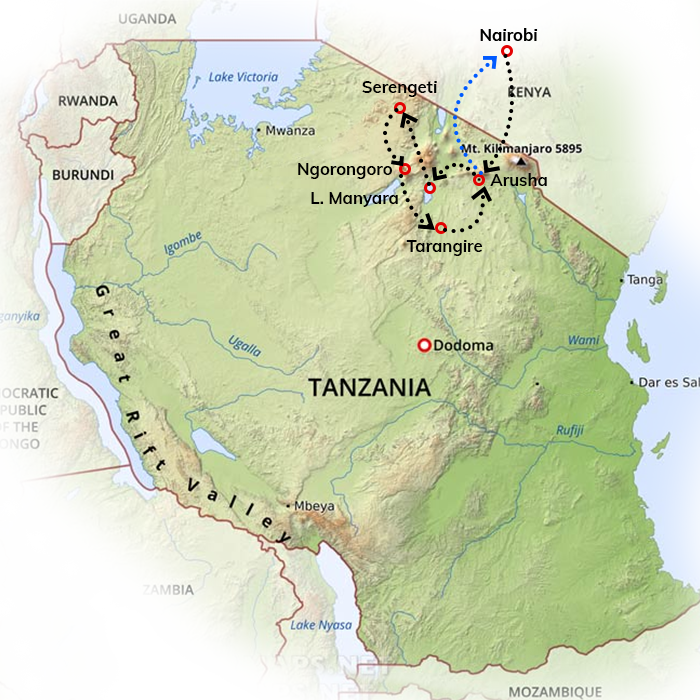 UGANDA
Nairobi
Lake Victoria
Serengeti
KENYA
RWANDA
Mwanza
Mt. Kilimanjaro 5895
Ngorongoro
BURUNDI
Arusha
L. Manyara
Igombe
Tarangire
Tanga
ganyika
Great Rift Valley
Ugalla
Dodoma
Wami
TANZANIA
Dar es Sal
OCRATIC
PUBLIC
F THE
ONGO
Rufiji
Mbeya
ZAMBIA
Lake Nyasa
MOZAMBIQUE